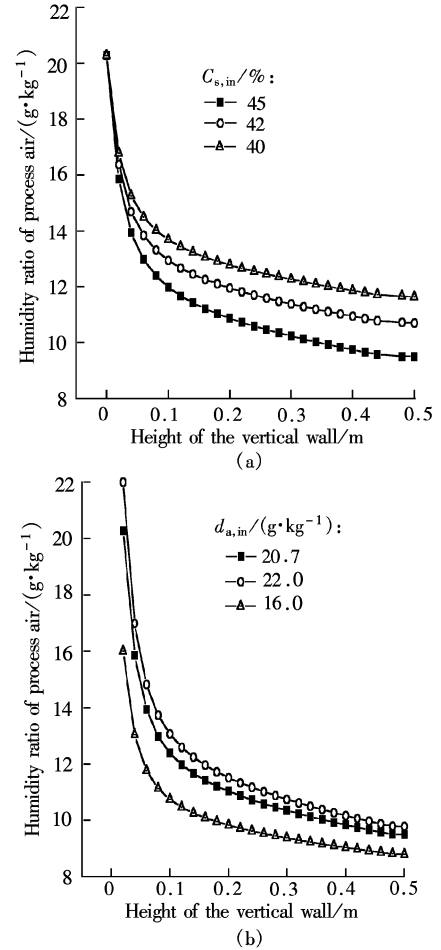 22
20
18
16
14
12
10
8
Humidity ratio of process air/(g•kg⁻¹)
C_s,in/%:
45
42
40
0 0.1 0.2 0.3 0.4 0.5
Height of the vertical wall/m
(a)
22
20
18
16
14
12
10
8
Humidity ratio of process air/(g•kg⁻¹)
d_a,in/(g•kg⁻¹):
20.7
22.0
16.0
0 0.1 0.2 0.3 0.4 0.5
Height of the vertical wall/m
(b)